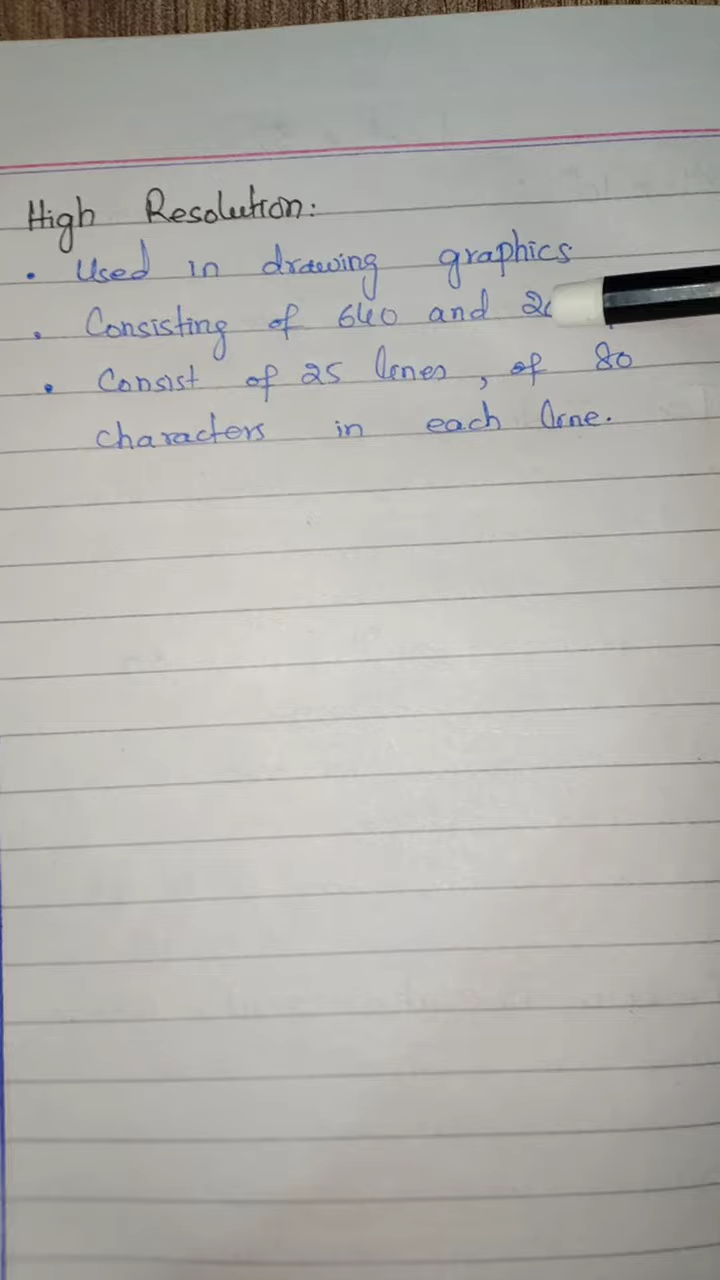 High Resolution:
• Used in drawing graphics.
• Consisting of 640 and
• Consist of 25 lines, of 80
characters in each line.